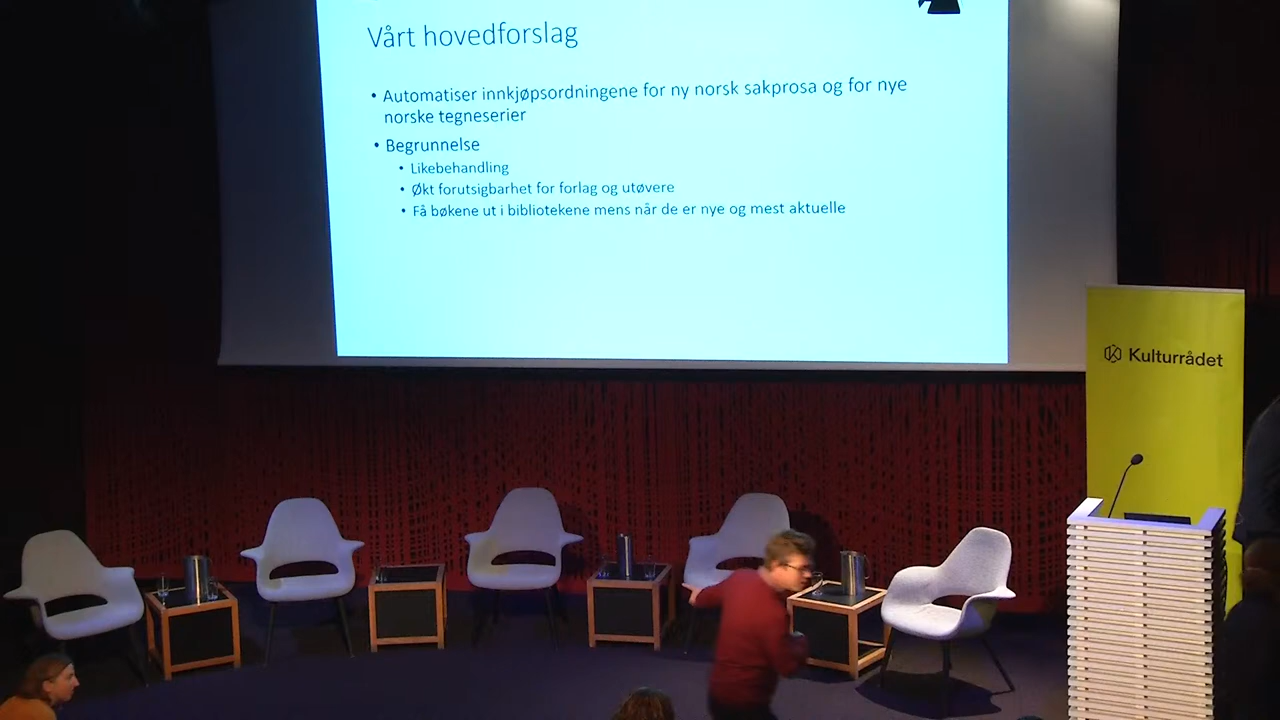 Vårt hovedforslag
• Automatiser innkjøpsordningene for ny norsk sakprosa og for nye
norske tegneserier
• Begrunnelse
• Likebehandling
• Økt forutsigbarhet for forlag og utøvere
• Få bøkene ut i bibliotekene mens når de er nye og mest aktuelle
Kulturrådet